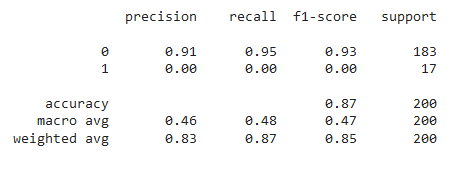 precision recall f1-score support
0 0.91 0.95 0.93 183
1 0.00 0.00 0.00 17
accuracy 0.87 200
macro avg 0.46 0.48 0.47 200
weighted avg 0.83 0.87 0.85 200